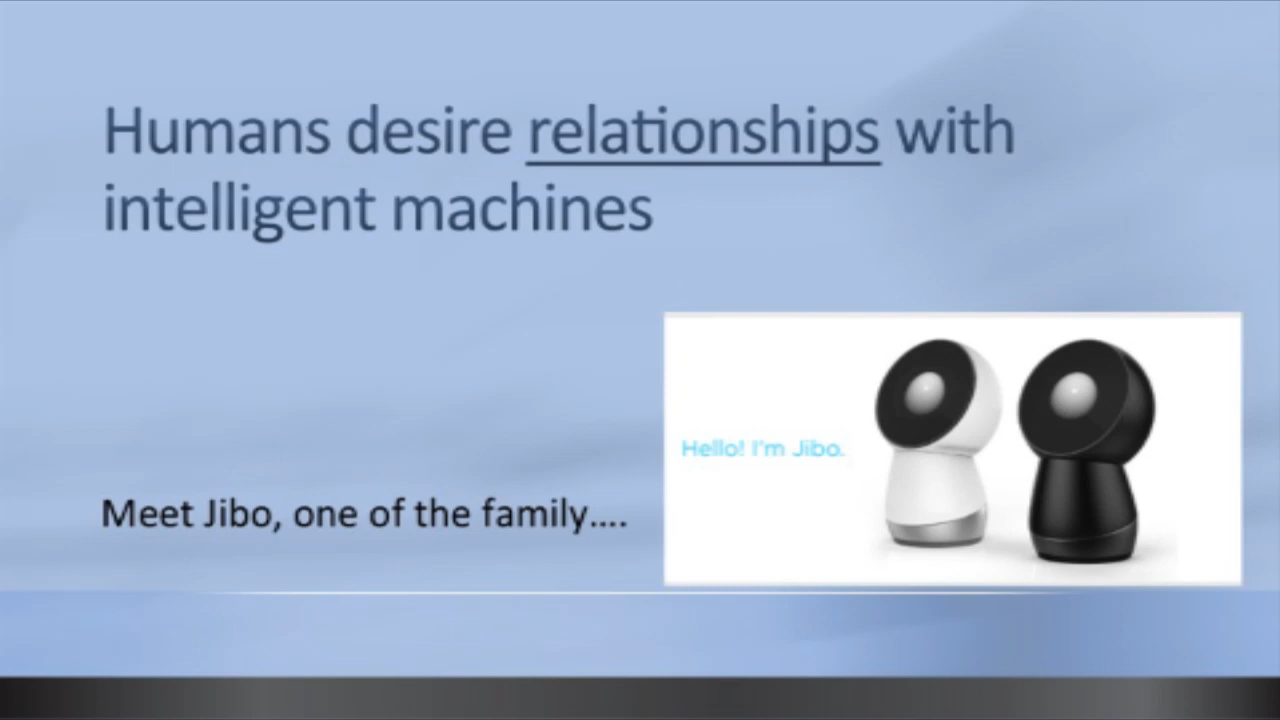 Humans desire relationships with
intelligent machines
Hello! I'm Jibo.
Meet Jibo, one of the family....